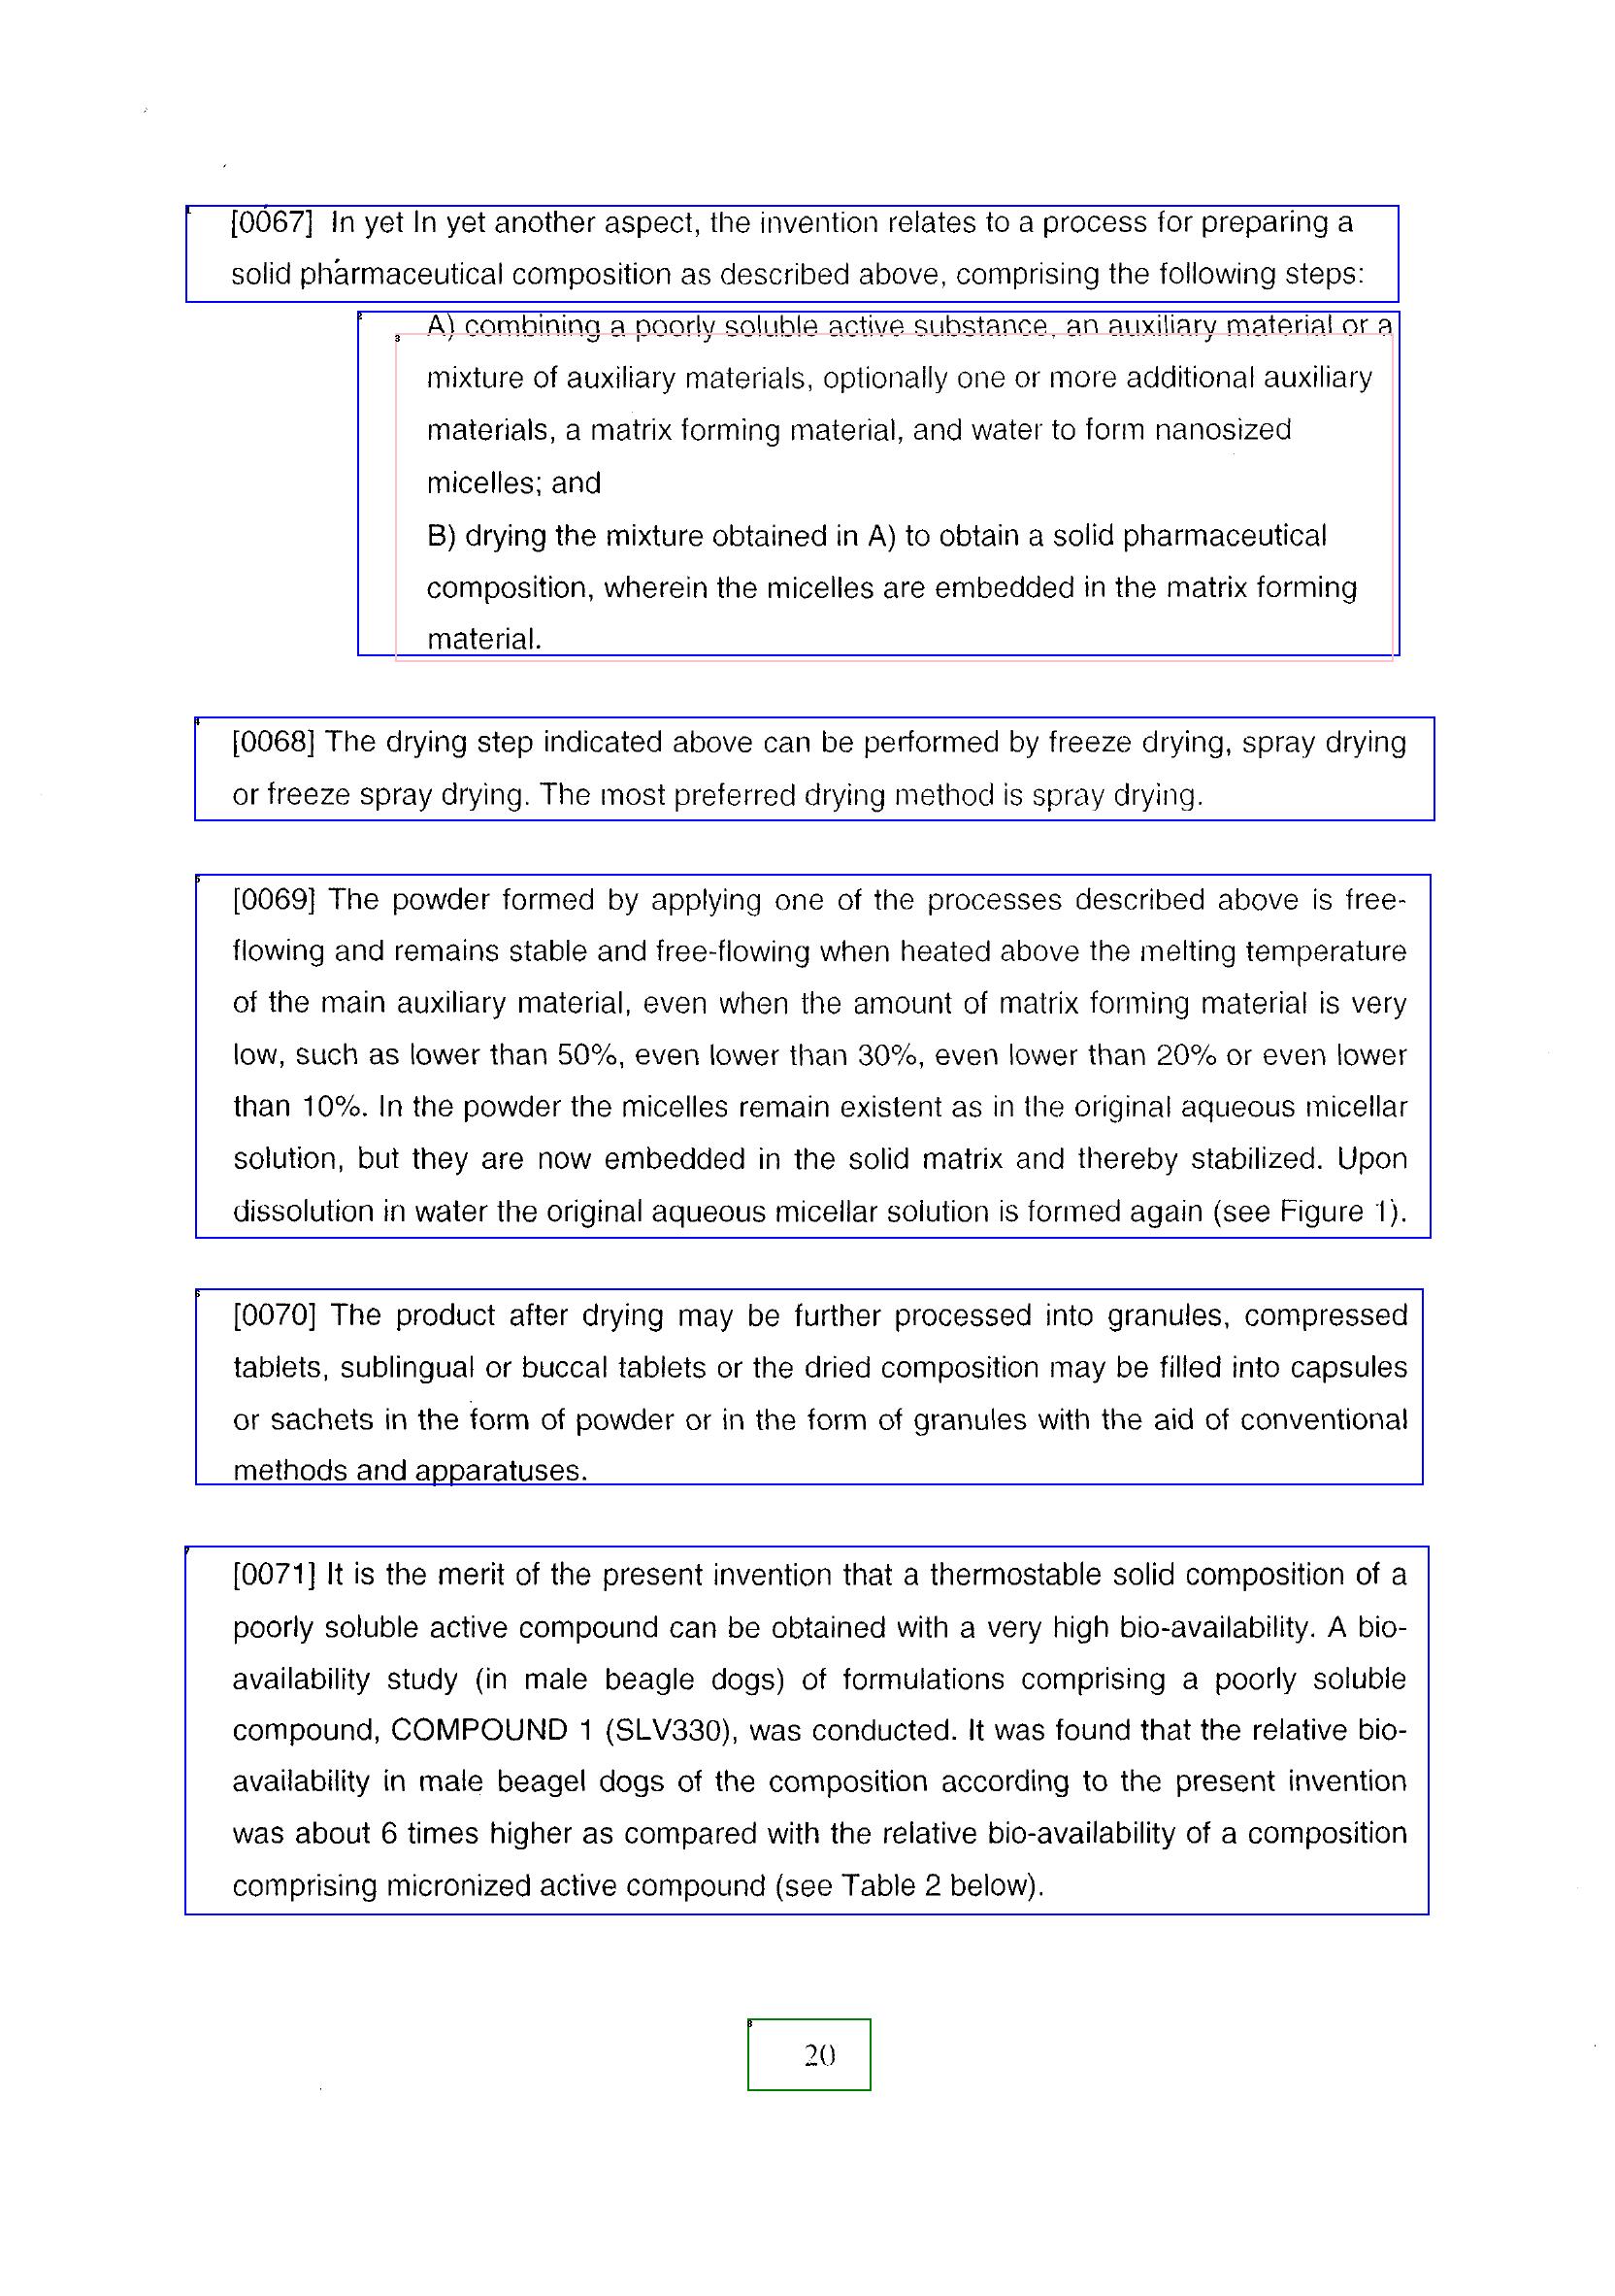 [0067] In yet In yet another aspect, the invention relates to a process for preparing a
solid pharmaceutical composition as described above, comprising the following steps:
A) combining a poorly soluble active substance, an auxiliary material or a
mixture of auxiliary materials, optionally one or more additional auxiliary
materials, a matrix forming material, and water to form nanosized
micelles; and
B) drying the mixture obtained in A) to obtain a solid pharmaceutical
composition, wherein the micelles are embedded in the matrix forming
material.
[0068] The drying step indicated above can be performed by freeze drying, spray drying
or freeze spray drying. The most preferred drying method is spray drying.
[0069] The powder formed by applying one of the processes described above is free-
flowing and remains stable and free-flowing when heated above the melting temperature
of the main auxiliary material, even when the amount of matrix forming material is very
low, such as lower than 50%, even lower than 30%, even lower than 20% or even lower
than 10%. In the powder the micelles remain existent as in the original aqueous micellar
solution, but they are now embedded in the solid matrix and thereby stabilized. Upon
dissolution in water the original aqueous micellar solution is formed again (see Figure 1).
[0070] The product after drying may be further processed into granules, compressed
tablets, sublingual or buccal tablets or the dried composition may be filled into capsules
or sachets in the form of powder or in the form of granules with the aid of conventional
methods and apparatuses.
[0071] It is the merit of the present invention that a thermostable solid composition of a
poorly soluble active compound can be obtained with a very high bio-availability. A bio-
availability study (in male beagle dogs) of formulations comprising a poorly soluble
compound, COMPOUND 1 (SLV330), was conducted. It was found that the relative bio-
availability in male beagel dogs of the composition according to the present invention
was about 6 times higher as compared with the relative bio-availability of a composition
comprising micronized active compound (see Table 2 below).
20